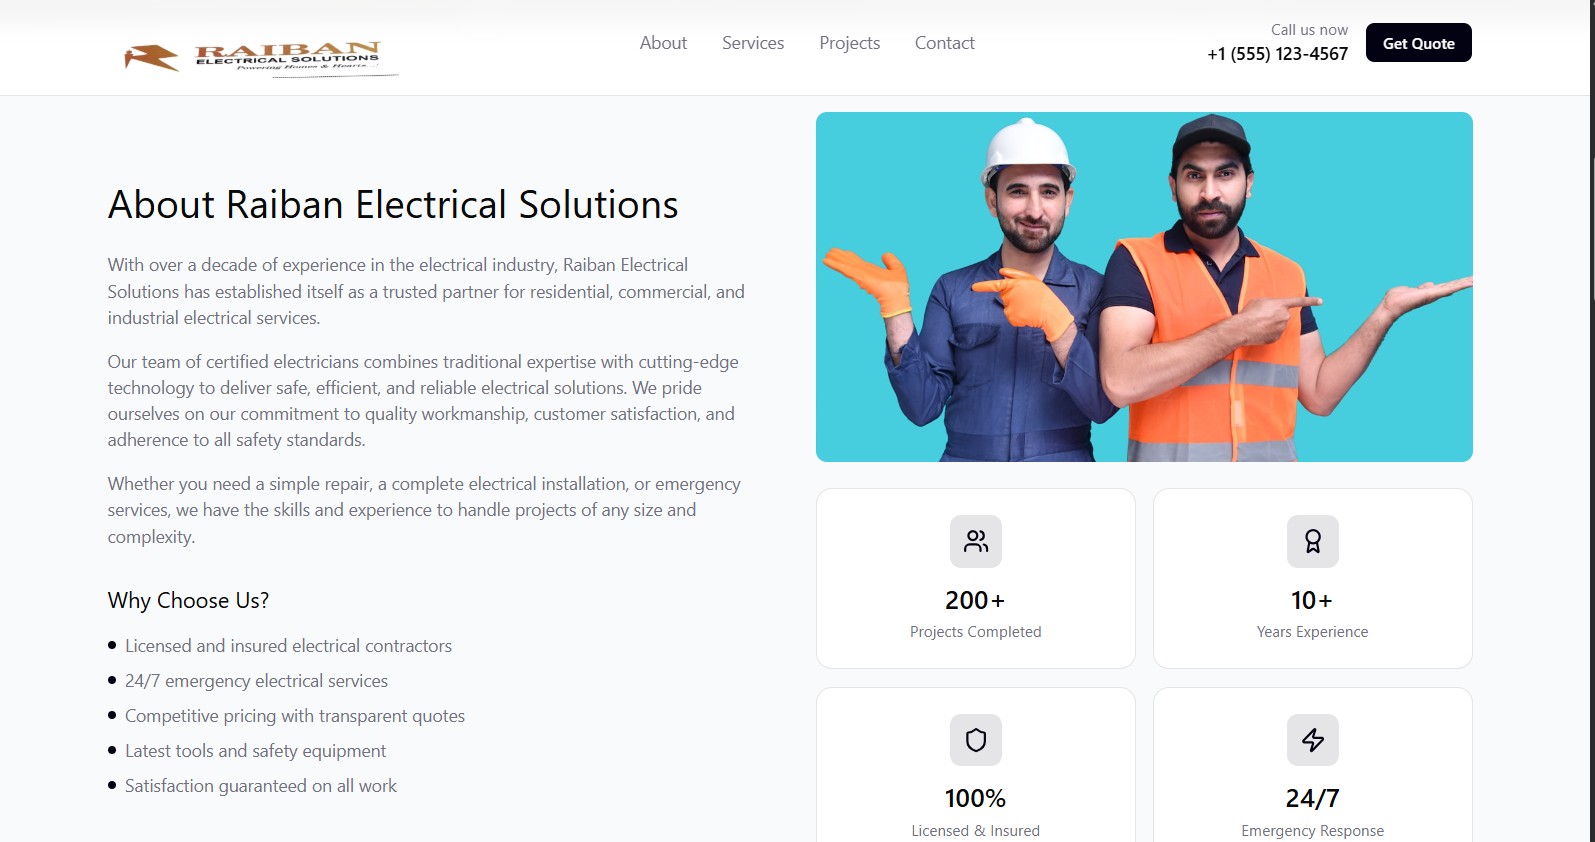 RAIBAN
ELECTRICAL SOLUTIONS
Powering Homes & Hearts...!
About
Services
Projects
Contact
Call us now
+1 (555) 123-4567
Get Quote
About Raiban Electrical Solutions
With over a decade of experience in the electrical industry, Raiban Electrical
Solutions has established itself as a trusted partner for residential, commercial, and
industrial electrical services.
Our team of certified electricians combines traditional expertise with cutting-edge
technology to deliver safe, efficient, and reliable electrical solutions. We pride
ourselves on our commitment to quality workmanship, customer satisfaction, and
adherence to all safety standards.
Whether you need a simple repair, a complete electrical installation, or emergency
services, we have the skills and experience to handle projects of any size and
complexity.
Why Choose Us?
Licensed and insured electrical contractors
24/7 emergency electrical services
Competitive pricing with transparent quotes
Latest tools and safety equipment
Satisfaction guaranteed on all work
200+
Projects Completed
10+
Years Experience
100%
Licensed & Insured
24/7
Emergency Response